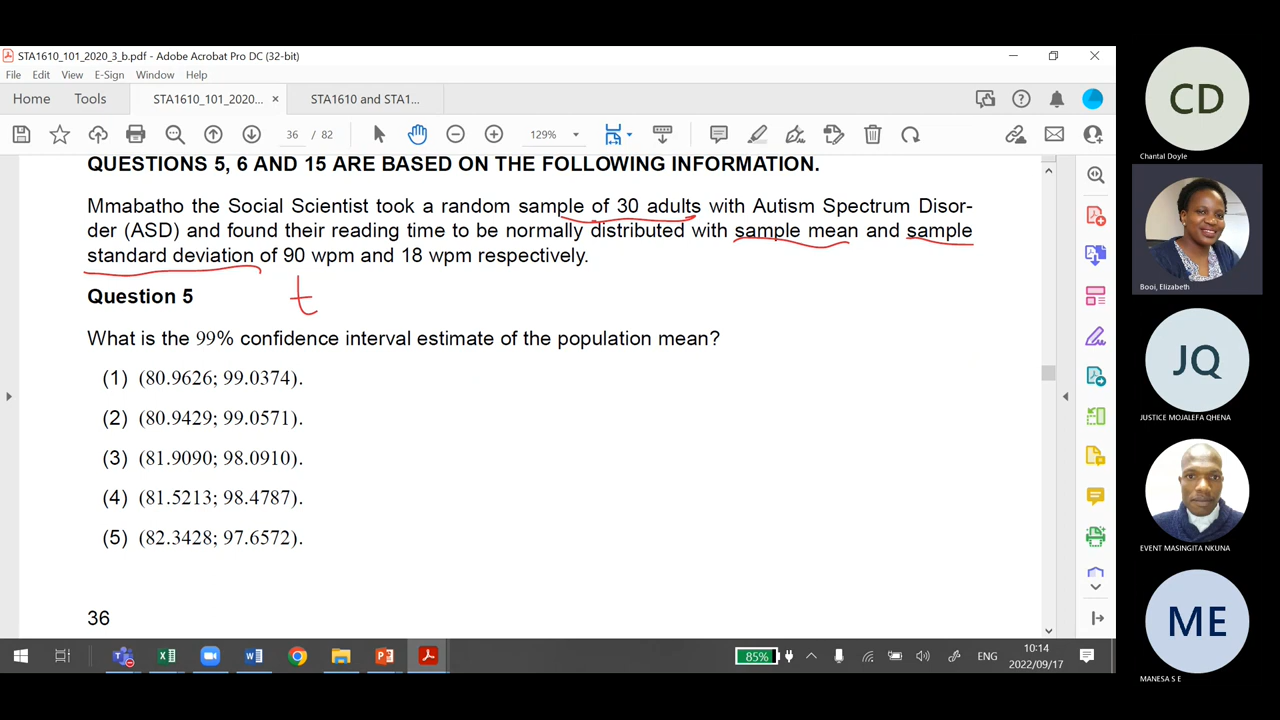 STA1610_101_2020_3_b.pdf - Adobe Acrobat Pro DC (32-bit)
File Edit View E-Sign Window Help
Home Tools STA1610_101_2020... × STA1610 and STA1...
36 / 82 129%
QUESTIONS 5, 6 AND 15 ARE BASED ON THE FOLLOWING INFORMATION.
Mmabatho the Social Scientist took a random sample of 30 adults with Autism Spectrum Disor-
der (ASD) and found their reading time to be normally distributed with sample mean and sample
standard deviation of 90 wpm and 18 wpm respectively.
t
Question 5
What is the 99% confidence interval estimate of the population mean?
(1) (80.9626; 99.0374).
(2) (80.9429; 99.0571).
(3) (81.9090; 98.0910).
(4) (81.5213; 98.4787).
(5) (82.3428; 97.6572).
36
85% ENG 10:14
2022/09/17
CD
Chantal Doyle
Booi, Elizabeth
JQ
JUSTICE MOJALEFA QHENA
EVENT MASINGITA NKUNA
ME
MANESA S E